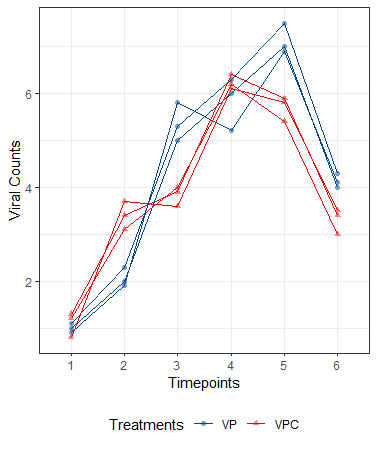 Viral Counts
6
4
2
1 2 3 4 5 6
Timepoints
Treatments VP VPC